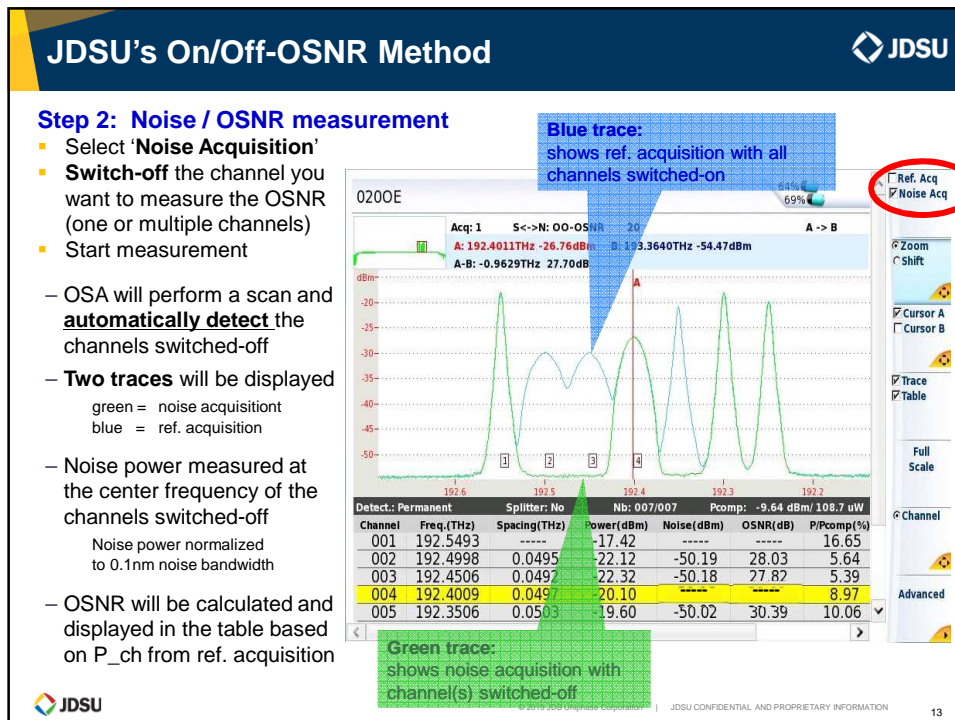 JDSU's On/Off-OSNR Method
JDSU
Step 2: Noise / OSNR measurement
Select 'Noise Acquisition'
Switch-off the channel you
want to measure the OSNR
(one or multiple channels)
Start measurement
– OSA will perform a scan and
automatically detect the
channels switched-off
– Two traces will be displayed
green = noise acquisitiont
blue = ref. acquisition
– Noise power measured at
the center frequency of the
channels switched-off
Noise power normalized
to 0.1nm noise bandwidth
– OSNR will be calculated and
displayed in the table based
on P_ch from ref. acquisition
Blue trace:
shows ref. acquisition with all
channels switched-on
0200E
64%
69%
Ref. Acq
Noise Acq
Acq: 1 S<->N: OO-OSNR 20 A -> B
A: 192.4011THz -26.76dBm B: 193.3640THz -54.47dBm
A-B: -0.9629THz 27.70dB
dBm
A
-20
-25
-30
-35
-40
-45
-50
1 2 3 4
192.6 192.5 192.4 192.3 192.2
Zoom
Shift
Cursor A
Cursor B
Trace
Table
Full
Scale
Channel
Advanced
Detect.: Permanent Splitter: No Nb: 007/007 Pcomp: -9.64 dBm/ 108.7 uW
Channel Freq.(THz) Spacing(THz) Power(dBm) Noise(dBm) OSNR(dB) P/Pcomp(%)
001 192.5493 ----- -17.42 ----- ----- 16.65
002 192.4998 0.0495 -22.12 -50.19 28.03 5.64
003 192.4506 0.0492 -22.32 -50.18 27.82 5.39
004 192.4009 0.0497 -20.10 ----- ----- 8.97
005 192.3506 0.0503 -19.60 -50.02 30.39 10.06
Green trace:
shows noise acquisition with
channel(s) switched-off
JDSU
© 2013 JDS Uniphase Corporation | JDSU CONFIDENTIAL AND PROPRIETARY INFORMATION
13